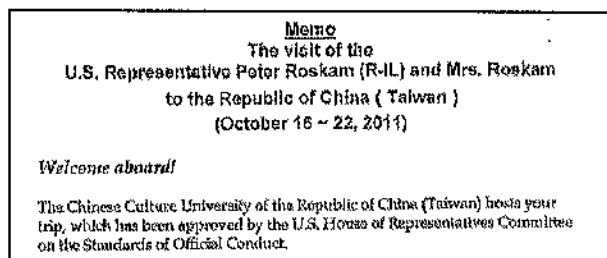 Memo
The visit of the
U.S. Representative Peter Roskam (R-IL) and Mrs. Roskam
to the Republic of China ( Taiwan )
(October 16 ~ 22, 2011)
Welcome aboard!
The Chinese Culture University of the Republic of China (Taiwan) hosts your
trip, which has been approved by the U.S. House of Representatives Committee
on the Standards of Official Conduct.